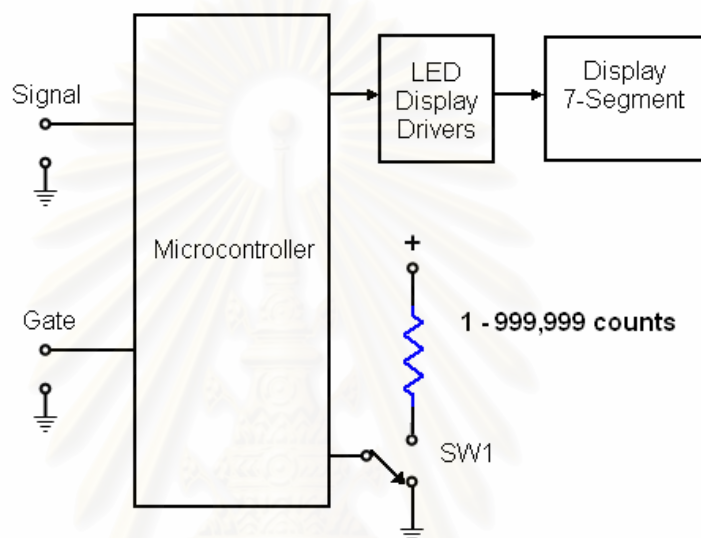 Signal
Gate
Microcontroller
LED
Display
Drivers
Display
7-Segment
+
1 - 999,999 counts
SW1